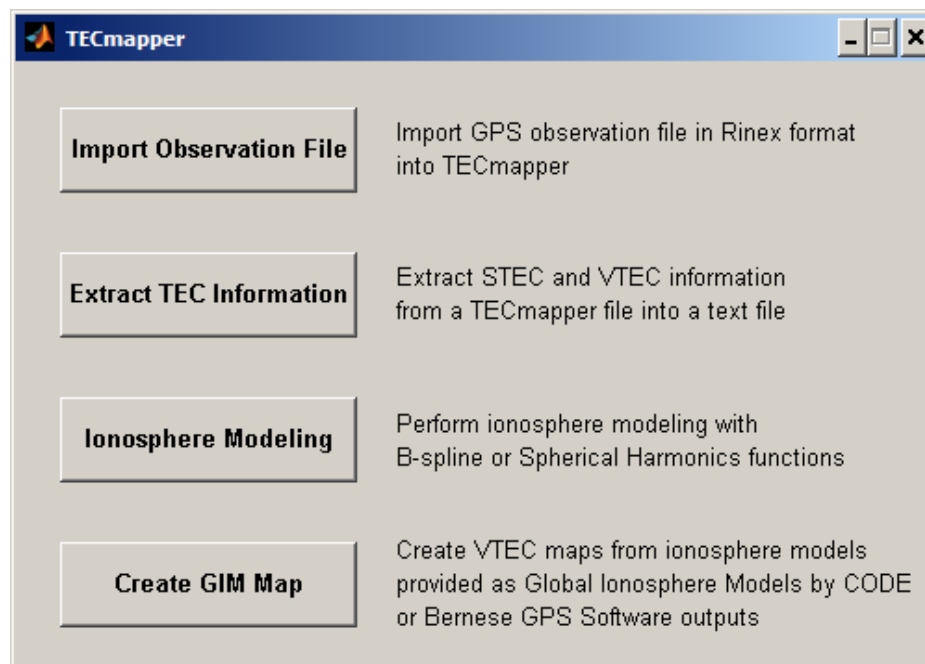 TECmapper
Import Observation File
Import GPS observation file in Rinex format
into TECmapper
Extract TEC Information
Extract STEC and VTEC information
from a TECmapper file into a text file
Ionosphere Modeling
Perform ionosphere modeling with
B-spline or Spherical Harmonics functions
Create GIM Map
Create VTEC maps from ionosphere models
provided as Global Ionosphere Models by CODE
or Bernese GPS Software outputs